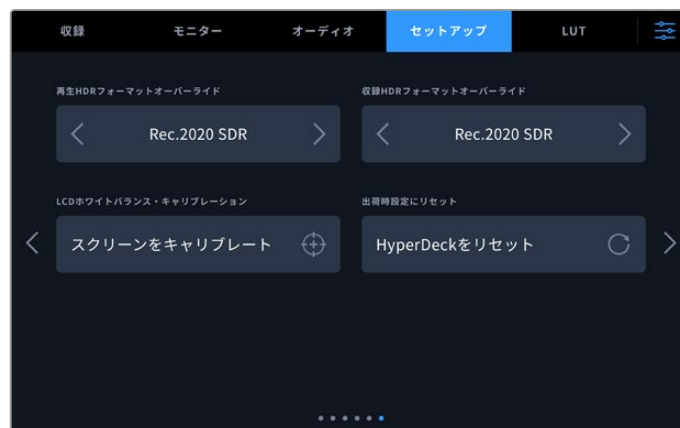 収録 モニター オーディオ セットアップ LUT
再生HDRフォーマットオーバーライド 収録HDRフォーマットオーバーライド
Rec.2020 SDR Rec.2020 SDR
LCDホワイトバランス・キャリブレーション 出荷時設定にリセット
スクリーンをキャリブレート HyperDeckをリセット